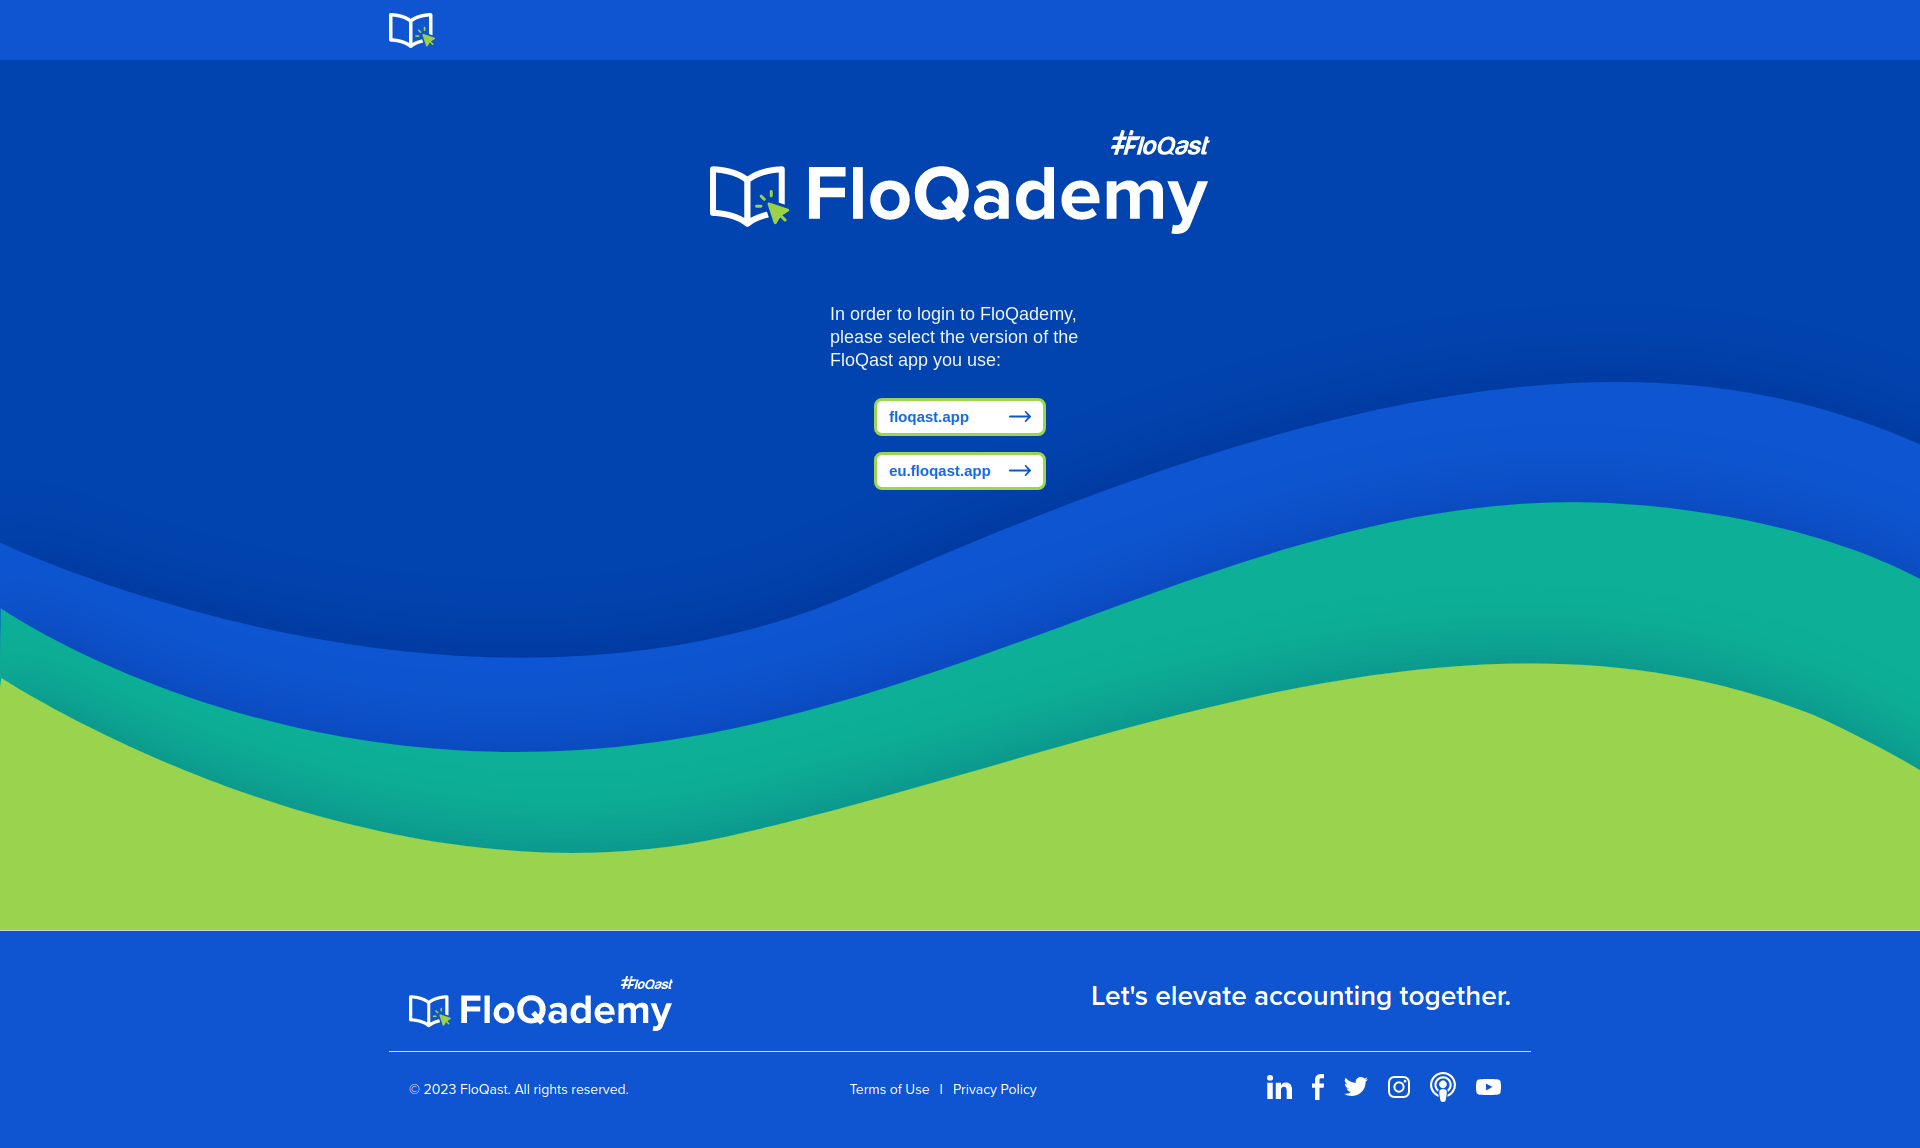 #FloQast
FloQademy
In order to login to FloQademy,
please select the version of the
FloQast app you use:
floqast.app
eu.floqast.app
#FloQast
FloQademy
Let's elevate accounting together.
© 2023 FloQast. All rights reserved.
Terms of Use | Privacy Policy